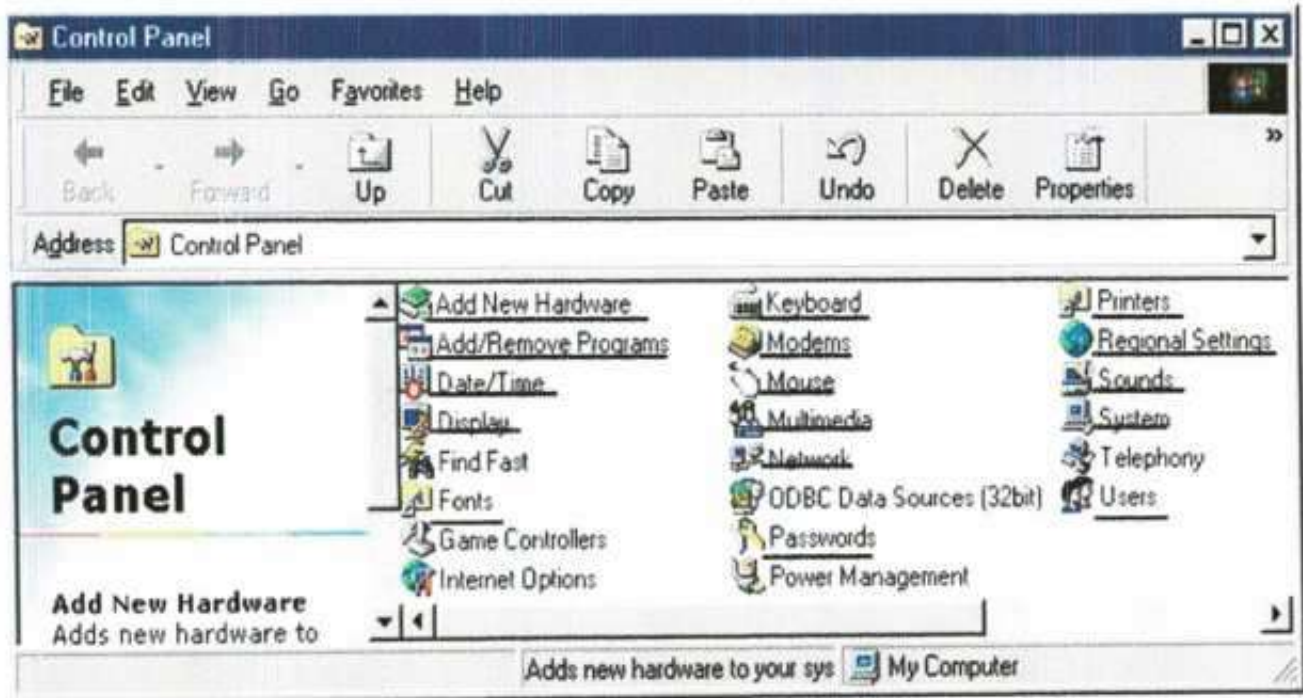 Control Panel
File Edit View Go Favorites Help
Back Forward Up Cut Copy Paste Undo Delete Properties »
Address Control Panel
Control
Panel
Add New Hardware
Adds new hardware to
Add New Hardware
Add/Remove Programs
Date/Time
Display
Find Fast
Fonts
Game Controllers
Internet Options
Keyboard
Modems
Mouse
Multimedia
Network
ODBC Data Sources (32bit)
Passwords
Power Management
Printers
Regional Settings
Sounds
System
Telephony
Users
Adds new hardware to your sys My Computer